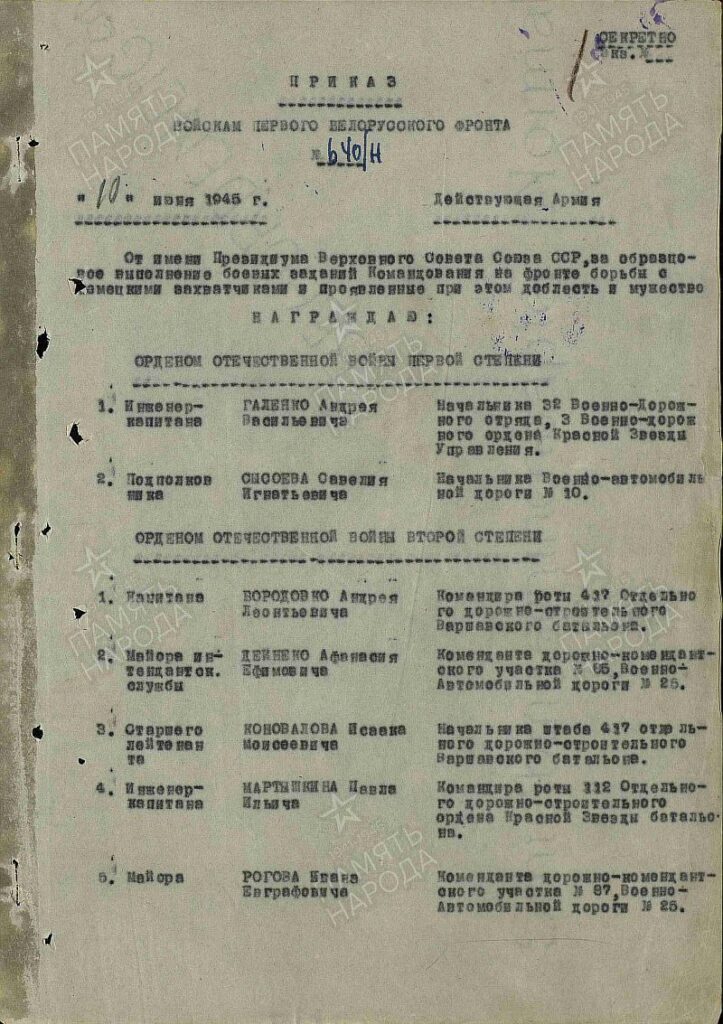 СЕКРЕТНО
Экз.№
ПРИКАЗ
ВОЙСКАМ ПЕРВОГО БЕЛОРУССКОГО ФРОНТА
№ 640/Н
"10" июня 1945 г. Действующая Армия
От имени Президиума Верховного Совета Союза ССР, за образцо-
вое выполнение боевых заданий Командования на фронте борьбы с
немецкими захватчиками и проявленные при этом доблесть и мужество
НАГРАЖДАЮ:
ОРДЕНОМ ОТЕЧЕСТВЕННОЙ ВОЙНЫ ПЕРВОЙ СТЕПЕНИ
1. Инженер- ГАЛЕНКО Андрея Начальника 32 Военно-Дорож-
капитана Васильевича ного отряда, 3 Военно-дорож
ного ордена Красной Звезды
Управления.
2. Подполков СЫСОЕВА Савелия Начальника Военно-автомобиль
ника Игнатьевича ной дороги № 10.
ОРДЕНОМ ОТЕЧЕСТВЕННОЙ ВОЙНЫ ВТОРОЙ СТЕПЕНИ
1. Капитана БОРОДОВКО Андрея Командира роты 417 Отдельно
Леонтьевича го дорожно-строительного
Варшавского батальона.
2. Майора ин- ДЕЙНЕКО Афанасия Коменданта дорожно-комендант-
тендантск. Ефимовича ского участка № 65, Военно-
службы Автомобильной дороги № 25.
3. Старшего КОНОВАЛОВА Исаака Начальника штаба 417 отдель-
лейтенан Моисеевича ного дорожно-строительного
та Варшавского батальона.
4. Инженер- МАРТЫШКИНА Павла Командира роты 112 Отдельно-
капитана Ильича го дорожно-строительного
ордена Красной Звезды батальо-
на.
5. Майора РОГОВА Ивана Коменданта дорожно-комендант-
Евграфовича ского участка № 87, Военно-
Автомобильной дороги № 25.
ПАМЯТЬ
НАРОДА